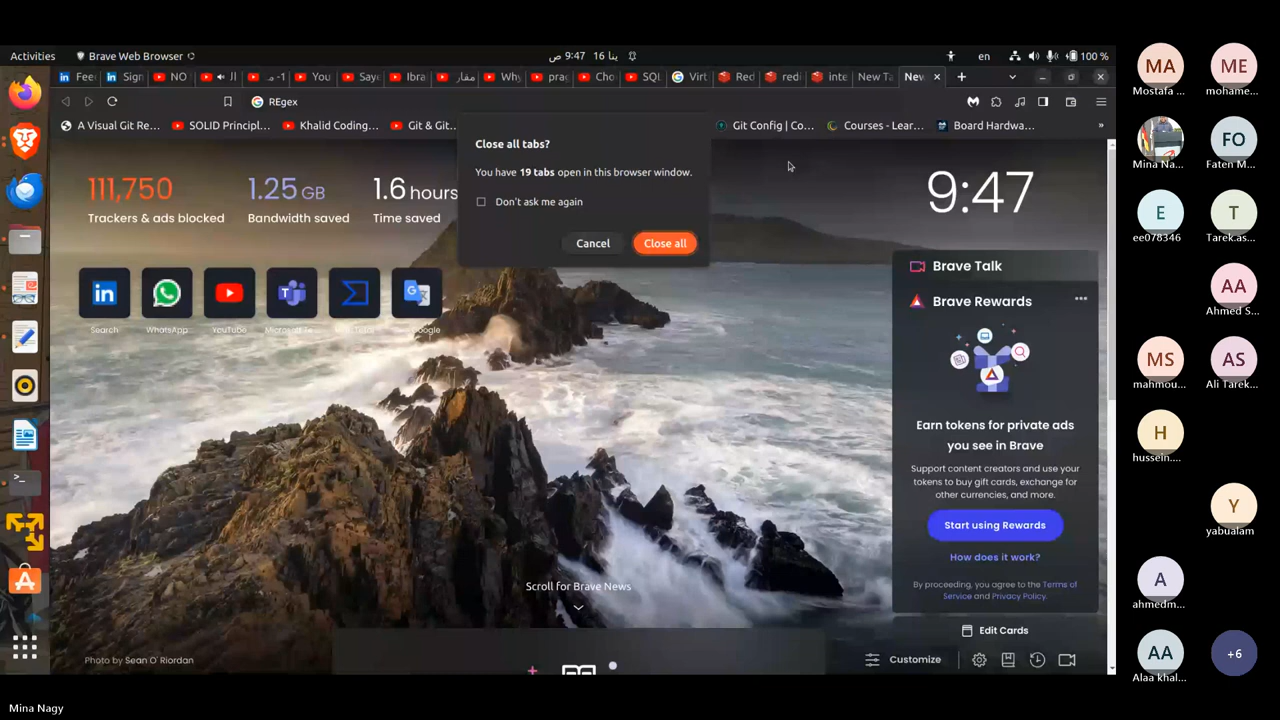 Activities
Brave Web Browser
ص 9:47 16 ينا
en
100 %
Fee
Sign
NO
You
Say
Ibra
مقار
Why
prac
Cho
SQL
Virt
Red
redi
inte
New Ta
New
REgex
A Visual Git Re...
SOLID Principl...
Khalid Coding...
Git & Git...
Git Config | Co...
Courses - Lear...
Board Hardwa...
»
Close all tabs?
You have 19 tabs open in this browser window.
Don't ask me again
Cancel
Close all
111,750
Trackers & ads blocked
1.25 GB
Bandwidth saved
1.6 hours
Time saved
9:47
Search
WhatsApp
YouTube
Microsoft Te...
Google
Brave Talk
Brave Rewards
Earn tokens for private ads
you see in Brave
Support content creators and use your
tokens to buy gift cards, exchange for
other currencies, and more.
Start using Rewards
How does it work?
By proceeding, you agree to the Terms of
Service and Privacy Policy.
Edit Cards
Scroll for Brave News
Photo by Sean O' Riordan
Customize
MA
Mostafa ...
ME
mohame...
Mina Na...
FO
Faten M...
E
ee078346
T
Tarek.as...
AA
Ahmed S...
MS
mahmou...
AS
Ali Tarek...
H
hussein....
Y
yabualam
A
ahmedm...
AA
Alaa khal...
+6
Mina Nagy